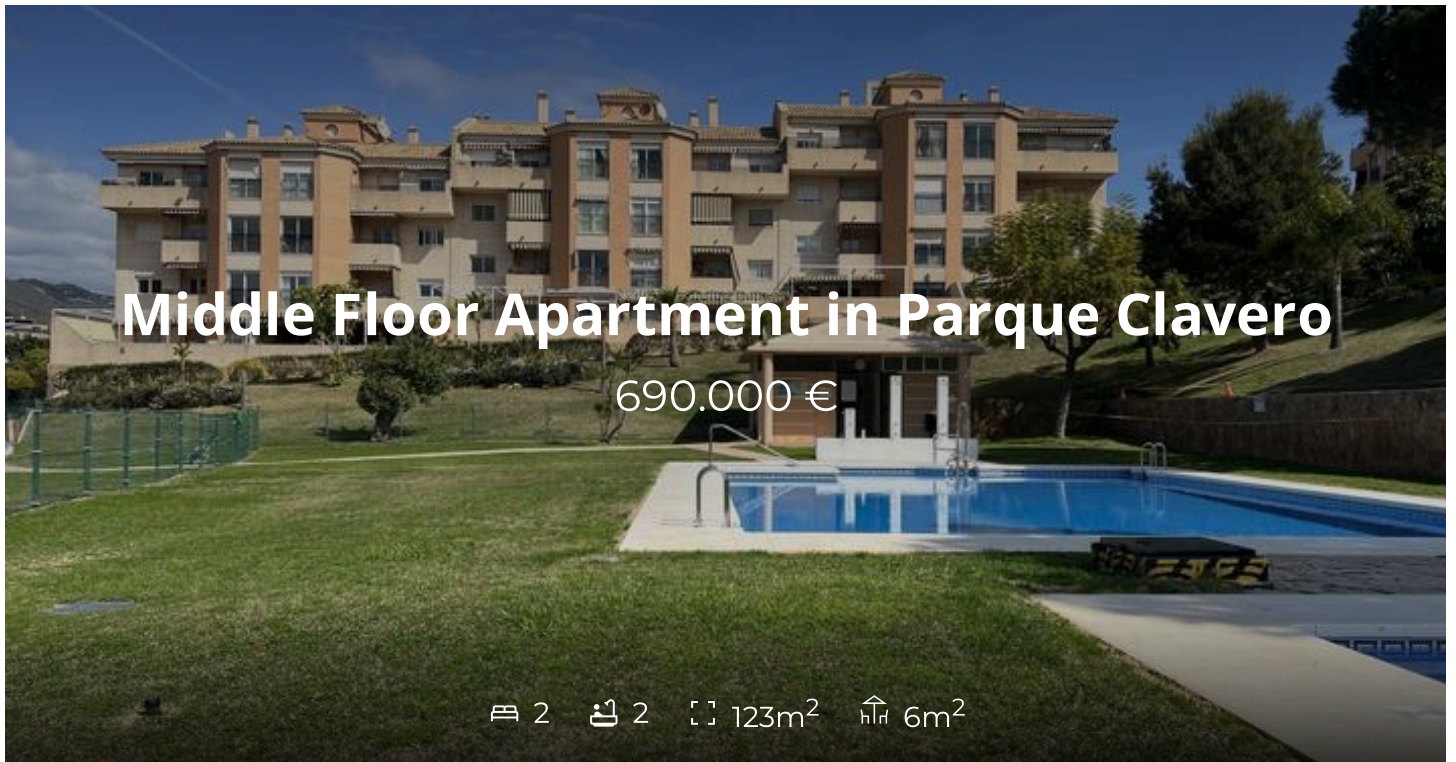 Middle Floor Apartment in Parque Clavero
690.000 €
2 2 123m² 6m²